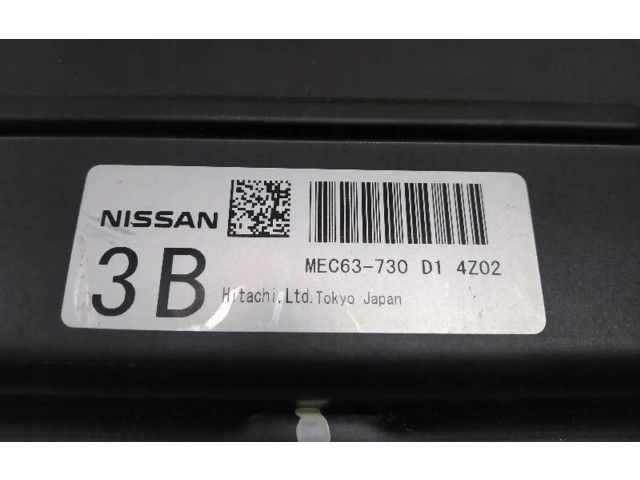 NISSAN
3B
MEC63-730 D1 4Z02
Hitachi,Ltd.Tokyo Japan